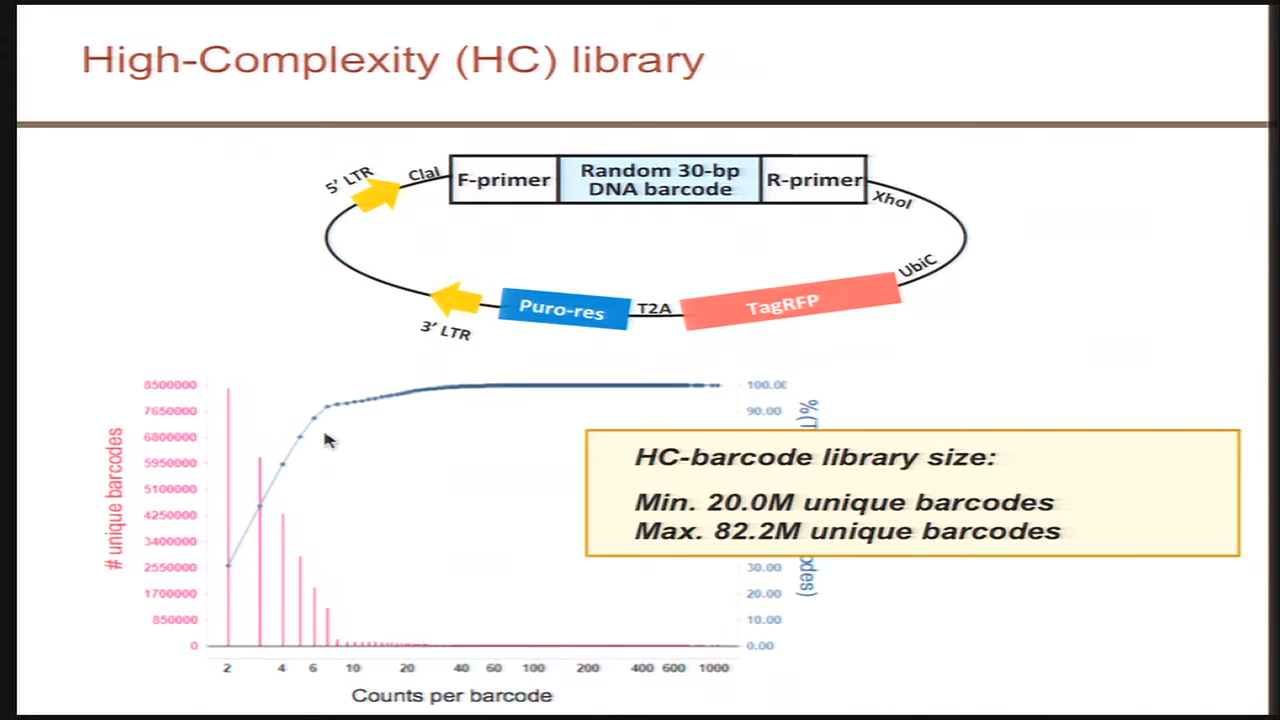 High-Complexity (HC) library
5' LTR
ClaI
F-primer
Random 30-bp
DNA barcode
R-primer
XhoI
UbiC
TagRFP
T2A
Puro-res
3' LTR
# unique barcodes
8500000
7650000
6800000
5950000
5100000
4250000
3400000
2550000
1700000
850000
0
2 4 6 10 20 40 60 100 200 400 600 1000
Counts per barcode
100.00
90.00
30.00
20.00
10.00
0.00
HC-barcode library size:
Min. 20.0M unique barcodes
Max. 82.2M unique barcodes